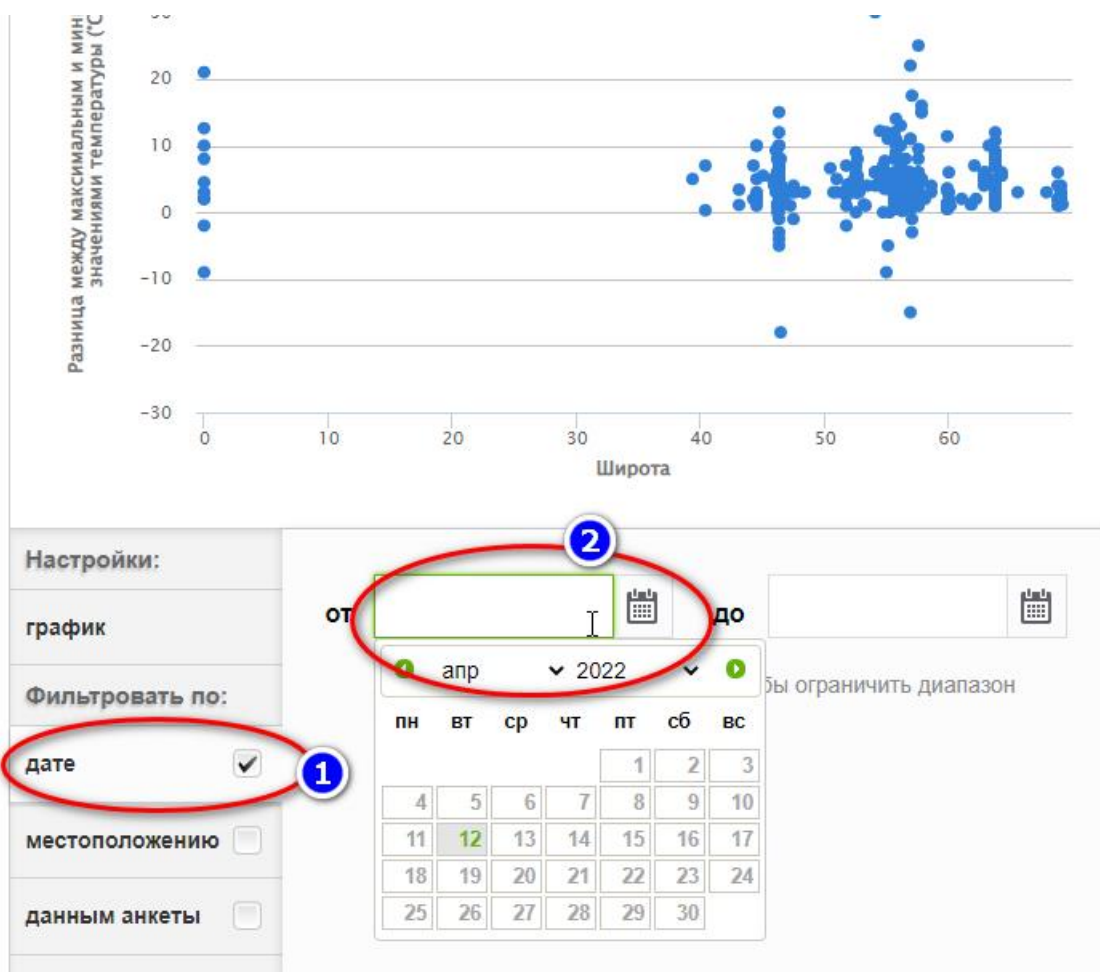 Разница между максимальным и мин
значениями температуры (°C
20
10
0
−10
−20
−30
0 10 20 30 40 50 60
Широта
Настройки:
график
Фильтровать по:
дате
местоположению
данным анкеты
1
2
от
до
апр 2022
бы ограничить диапазон
пн вт ср чт пт сб вс
1 2 3
4 5 6 7 8 9 10
11 12 13 14 15 16 17
18 19 20 21 22 23 24
25 26 27 28 29 30